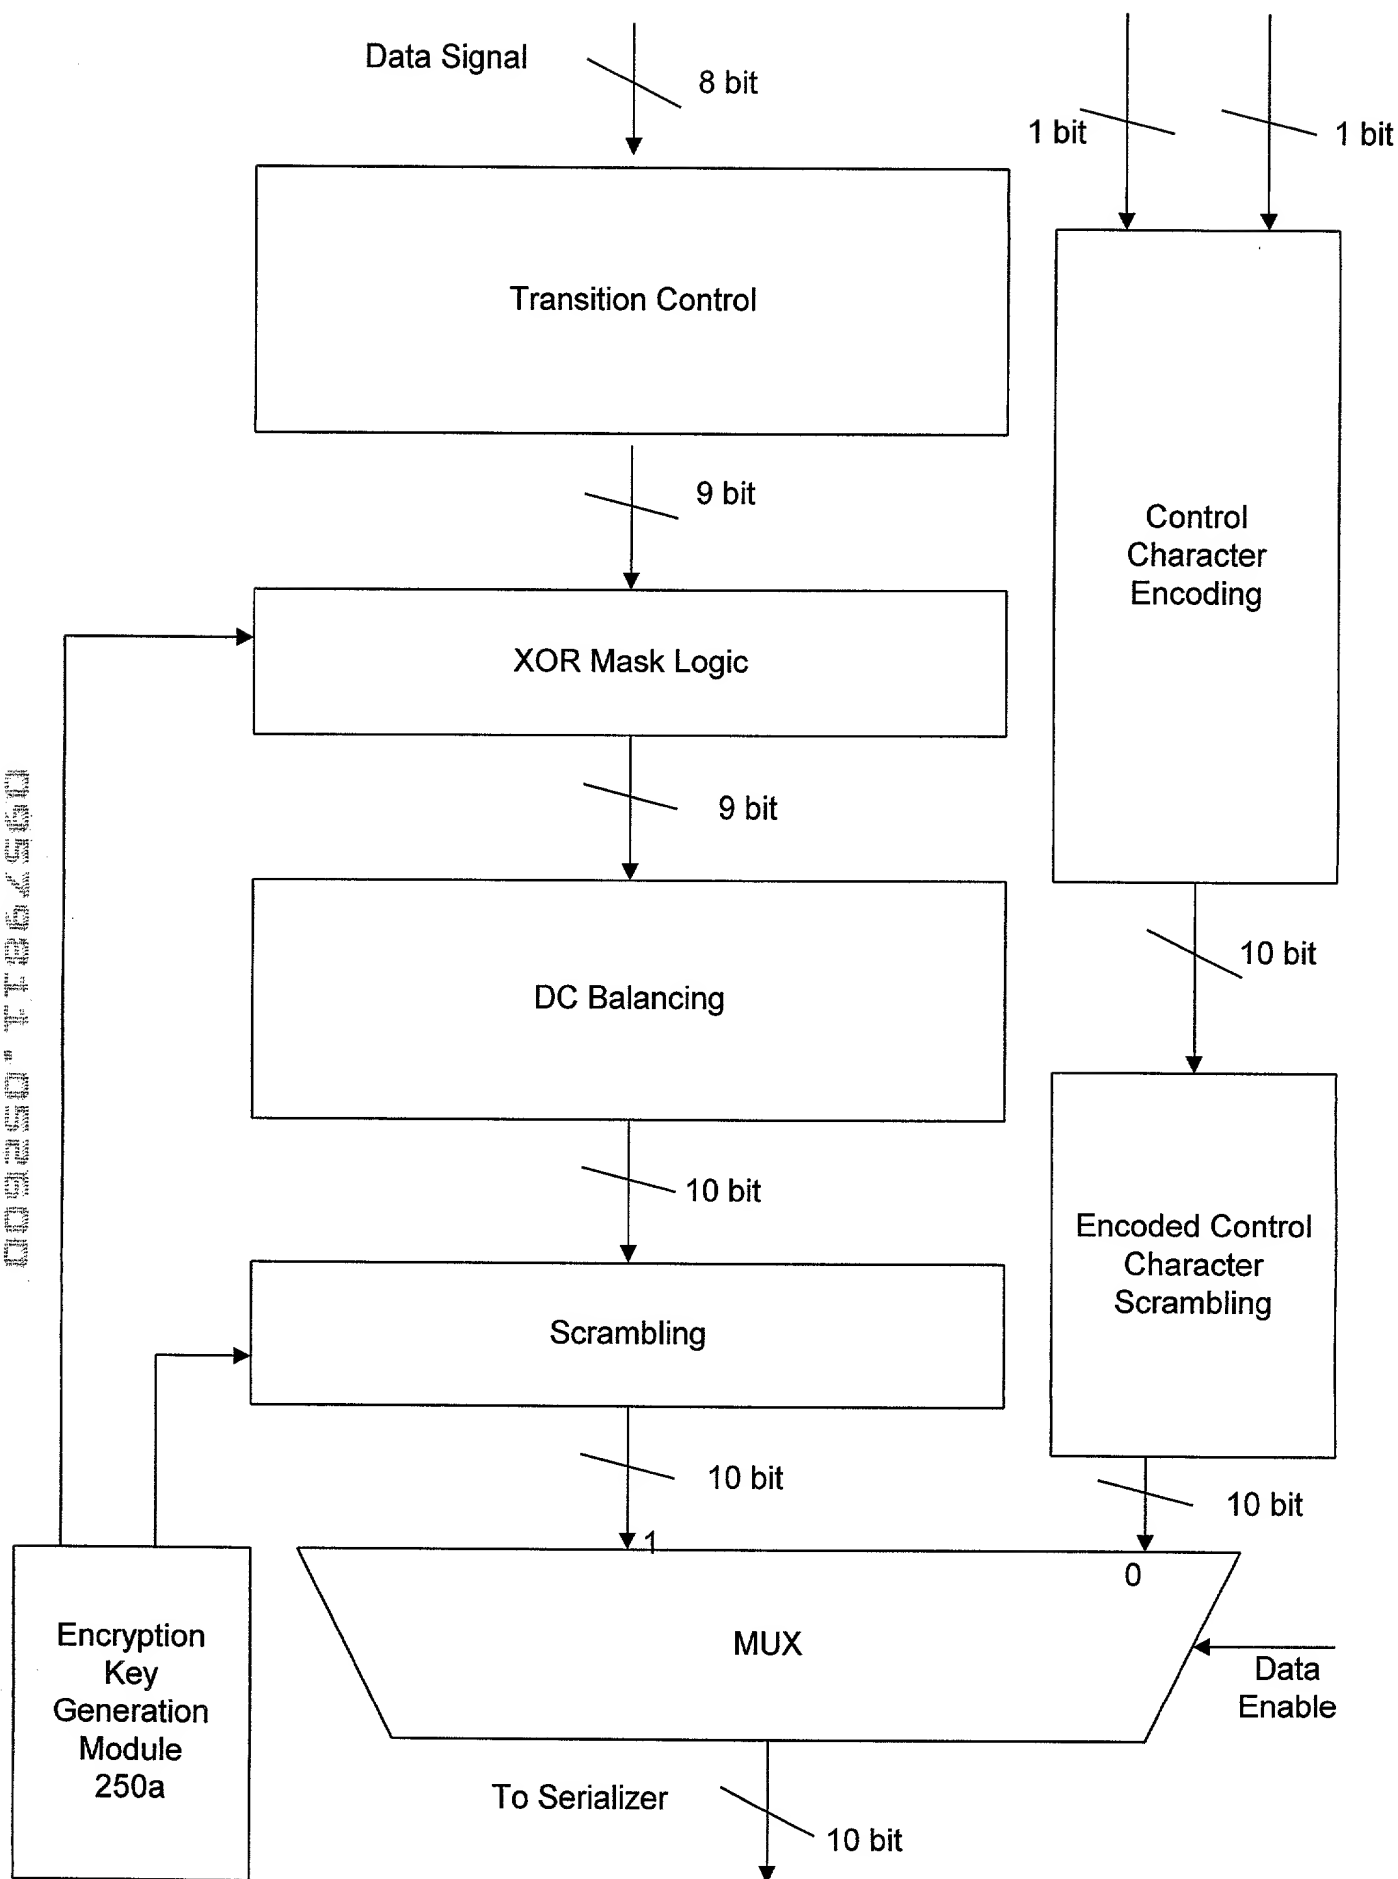 Data Signal
8 bit
1 bit
1 bit
Transition Control
9 bit
Control
Character
Encoding
XOR Mask Logic
9 bit
DC Balancing
10 bit
10 bit
Encoded Control
Character
Scrambling
Scrambling
10 bit
10 bit
1
0
MUX
Data
Enable
Encryption
Key
Generation
Module
250a
To Serializer
10 bit